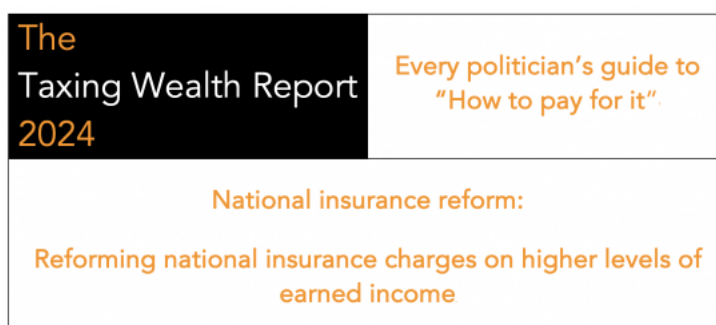 The
Taxing Wealth Report
2024
Every politician’s guide to
“How to pay for it”
National insurance reform:
Reforming national insurance charges on higher levels of
earned income